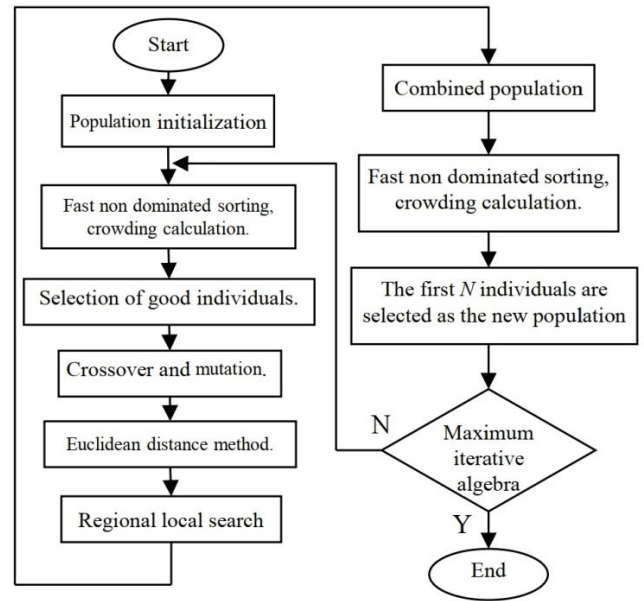 Start
Population initialization
Fast non dominated sorting,
crowding calculation.
Selection of good individuals.
Crossover and mutation.
Euclidean distance method.
Regional local search
Combined population
Fast non dominated sorting,
crowding calculation.
The first N individuals are
selected as the new population
N
Maximum
iterative
algebra
Y
End